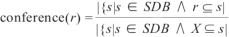 conference(r) = |{s|s ∈ SDB ∧ r ⊆ s| / |{s|s ∈ SDB ∧ X ⊆ s|